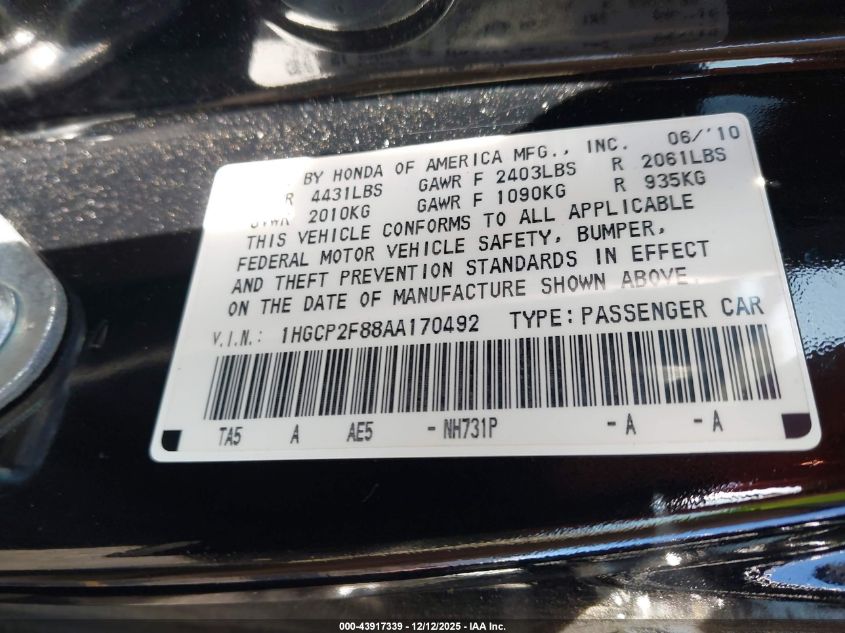 BY HONDA OF AMERICA MFG., INC. 06/'10
R 4431LBS GAWR F 2403LBS R 2061LBS
GVWR 2010KG GAWR F 1090KG R 935KG
THIS VEHICLE CONFORMS TO ALL APPLICABLE
FEDERAL MOTOR VEHICLE SAFETY, BUMPER,
AND THEFT PREVENTION STANDARDS IN EFFECT
ON THE DATE OF MANUFACTURE SHOWN ABOVE.
V.I.N.: 1HGCP2F88AA170492 TYPE:PASSENGER CAR
TA5 A AE5 -NH731P -A -A
000-43917339 - 12/12/2025 - IAA Inc.